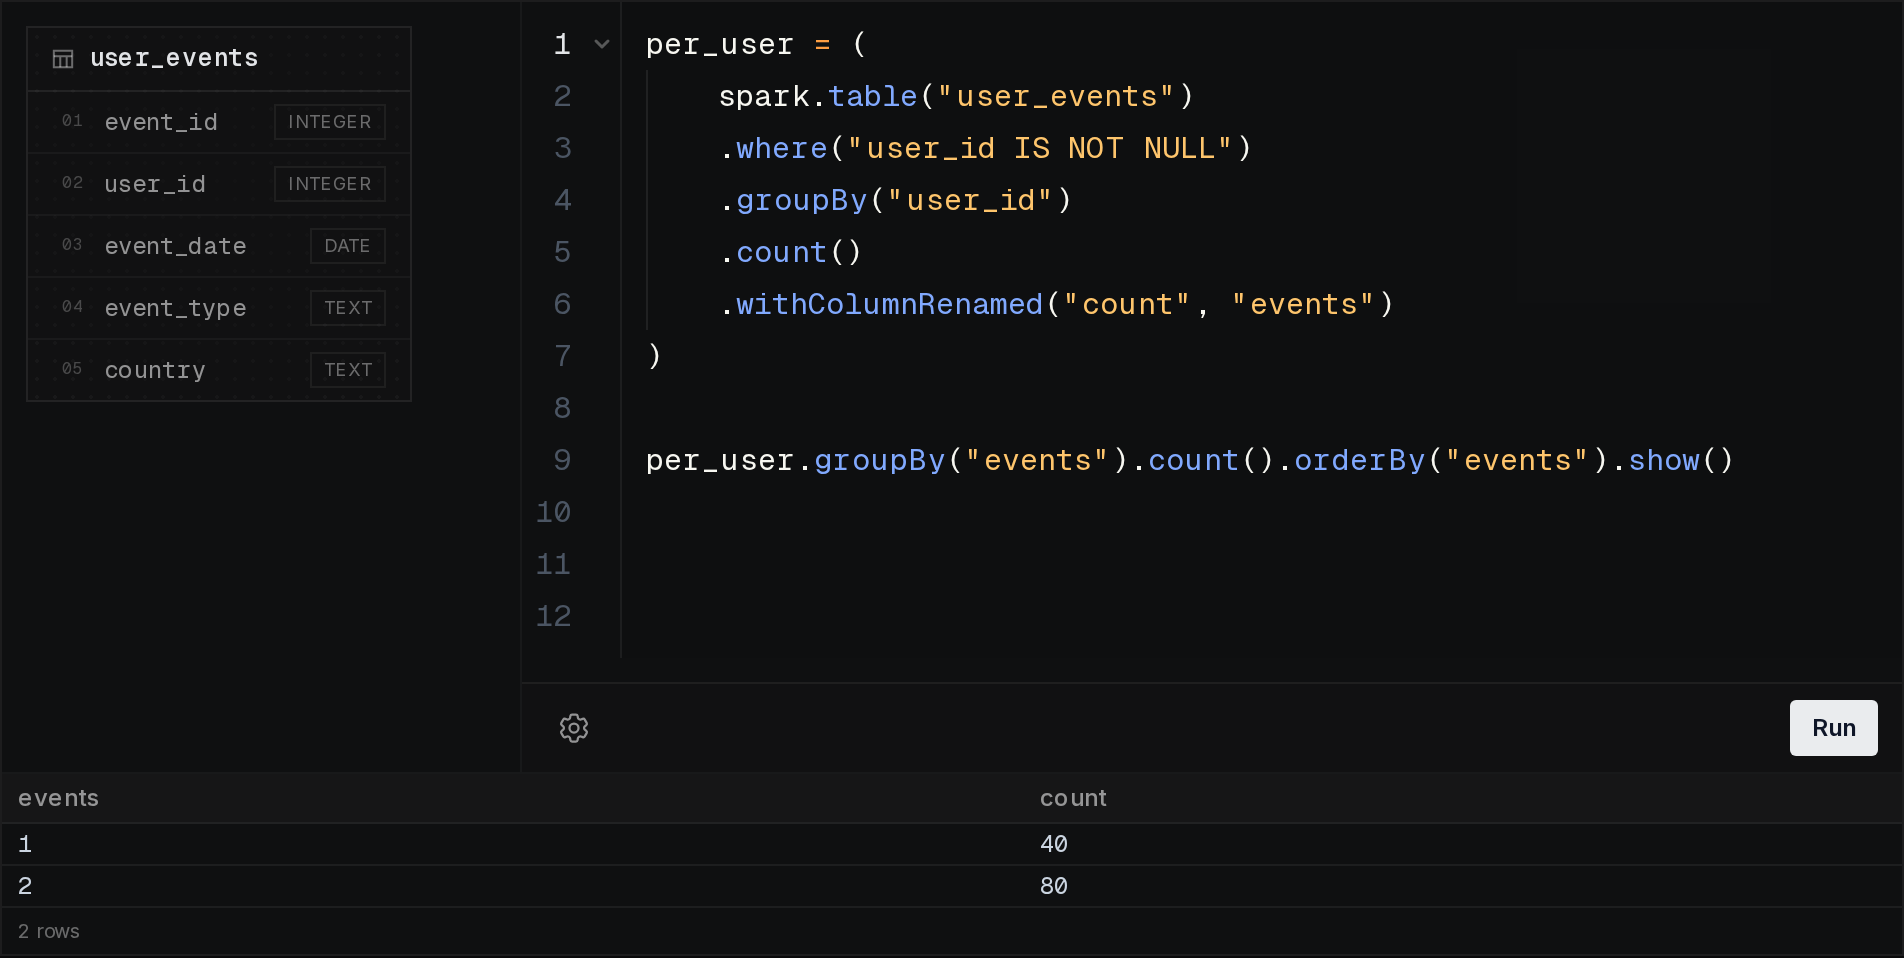 user_events
01 event_id INTEGER
02 user_id INTEGER
03 event_date DATE
04 event_type TEXT
05 country TEXT
1 per_user = (
2     spark.table("user_events")
3     .where("user_id IS NOT NULL")
4     .groupBy("user_id")
5     .count()
6     .withColumnRenamed("count", "events")
7 )
8
9 per_user.groupBy("events").count().orderBy("events").show()
10
11
12
Run
events count
1 40
2 80
2 rows